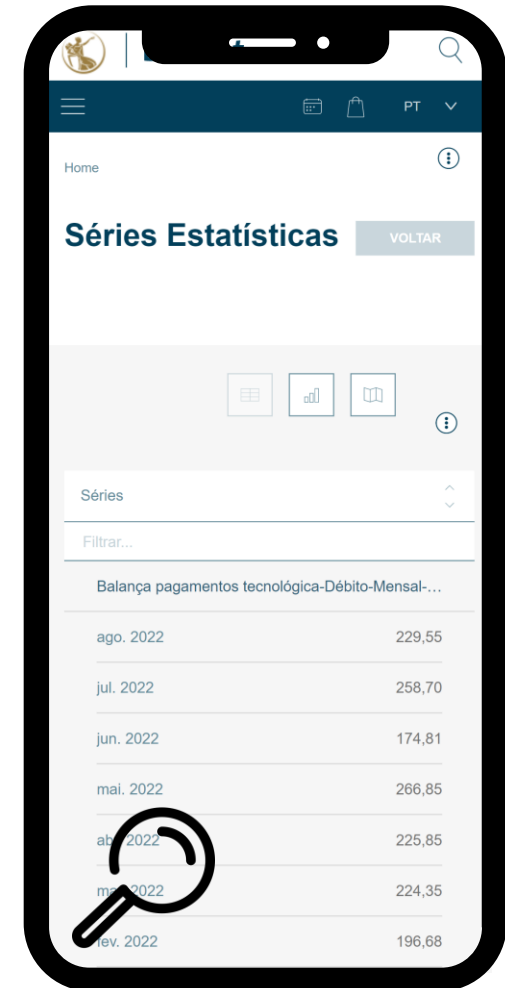 PT
Home
Séries Estatísticas
VOLTAR
Séries
Filtrar...
Balança pagamentos tecnológica-Débito-Mensal-...
ago. 2022 229,55
jul. 2022 258,70
jun. 2022 174,81
mai. 2022 266,85
2022 225,85
2022 224,35
fev. 2022 196,68